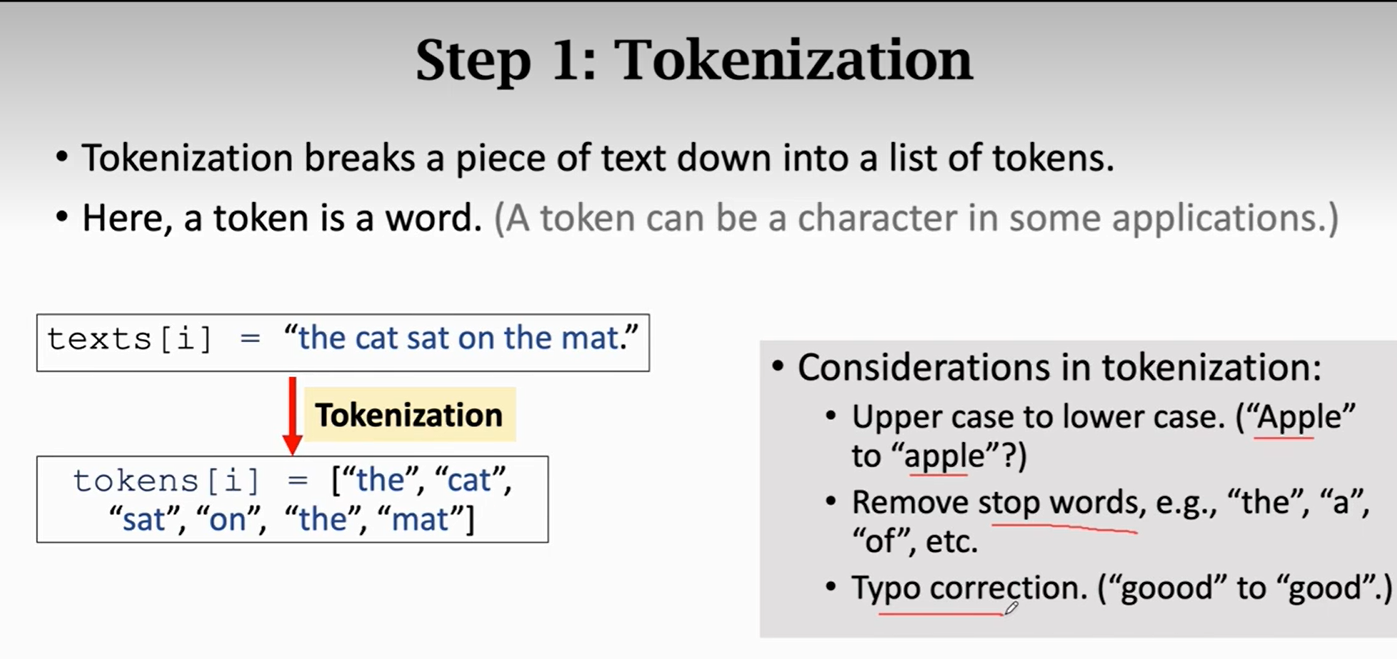 Step 1: Tokenization
• Tokenization breaks a piece of text down into a list of tokens.
• Here, a token is a word. (A token can be a character in some applications.)
texts[i] = “the cat sat on the mat.”
Tokenization
tokens[i] = [“the”, “cat”,
“sat”, “on”, “the”, “mat”]
• Considerations in tokenization:
• Upper case to lower case. (“Apple”
to “apple”?)
• Remove stop words, e.g., “the”, “a”,
“of”, etc.
• Typo correction. (“goood” to “good”.)